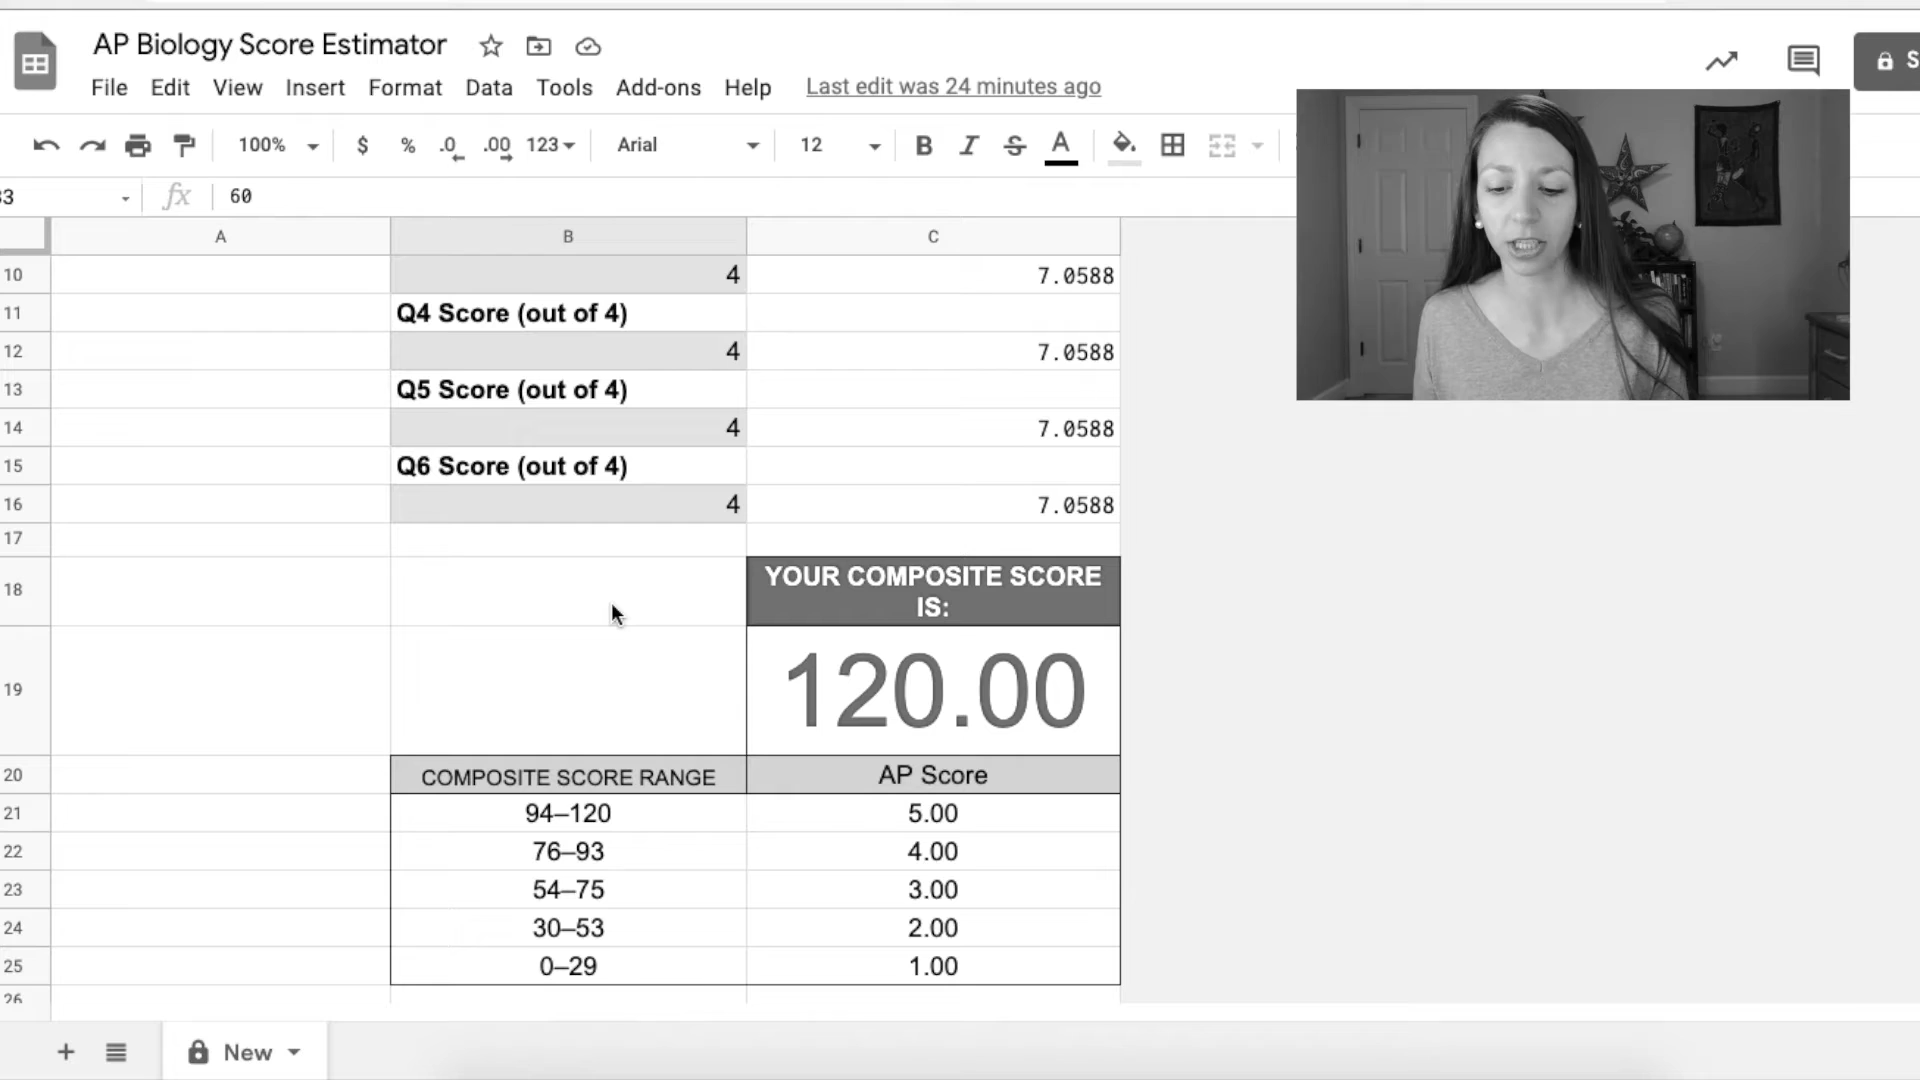 AP Biology Score Estimator
File Edit View Insert Format Data Tools Add-ons Help Last edit was 24 minutes ago
S
100% $ % .0 .00 123 Arial 12 B I S A
33 fx 60
A B C
10 4 7.0588
11 Q4 Score (out of 4)
12 4 7.0588
13 Q5 Score (out of 4)
14 4 7.0588
15 Q6 Score (out of 4)
16 4 7.0588
17
18 YOUR COMPOSITE SCORE
IS:
19 120.00
20 COMPOSITE SCORE RANGE AP Score
21 94–120 5.00
22 76–93 4.00
23 54–75 3.00
24 30–53 2.00
25 0–29 1.00
26
+ New